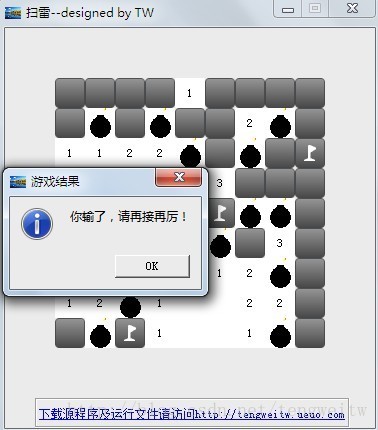 扫雷--designed by TW
1
2
1 1 2 2
游戏结果
3
你输了，请再接再厉！
3
OK
1 2 2
1 2 1 2 2
1 1
下载源程序及运行文件请访问http://tengweitw.ueuo.com